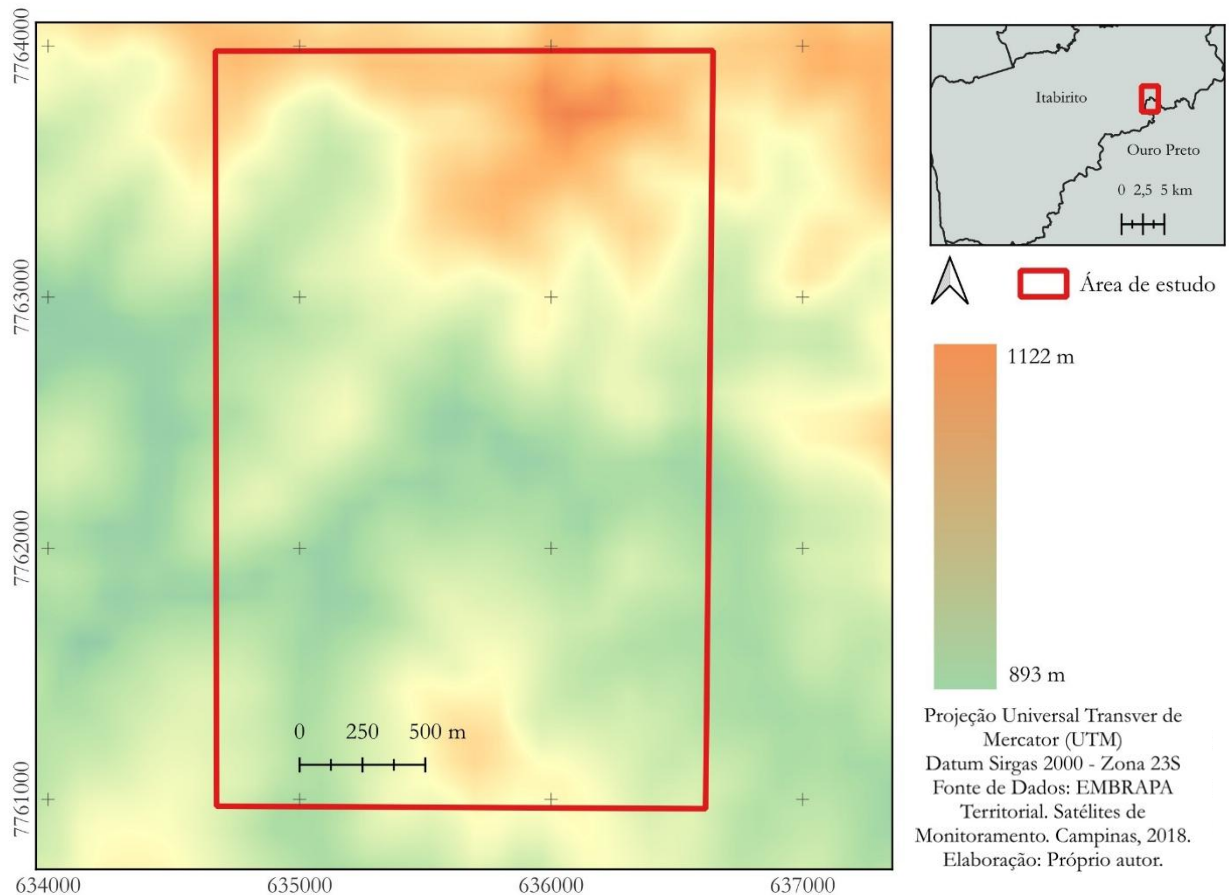 7764000
7763000
7762000
7761000
634000
635000
636000
637000
0 250 500 m
Itabirito
Ouro Preto
0 2,5 5 km
Área de estudo
1122 m
893 m
Projeção Universal Transver de
Mercator (UTM)
Datum Sirgas 2000 - Zona 23S
Fonte de Dados: EMBRAPA
Territorial. Satélites de
Monitoramento. Campinas, 2018.
Elaboração: Próprio autor.